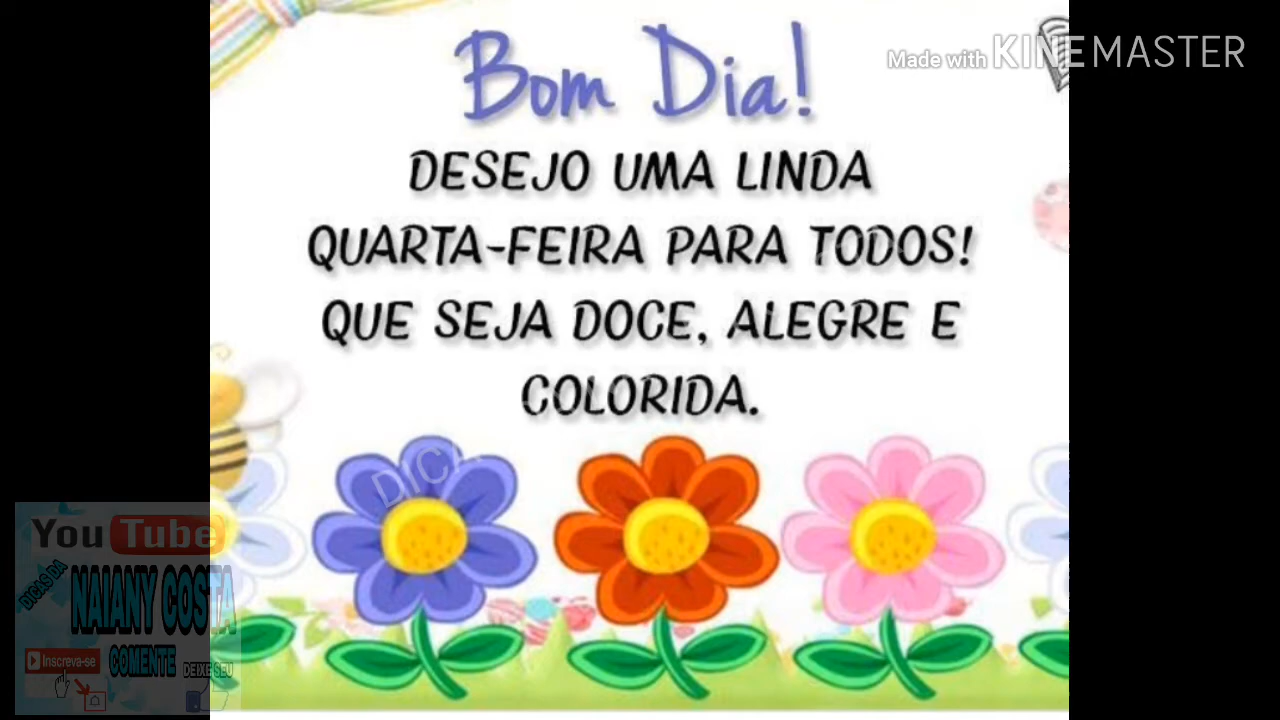 Bom Dia!
Made with KINEMASTER
DESEJO UMA LINDA
QUARTA-FEIRA PARA TODOS!
QUE SEJA DOCE, ALEGRE E
COLORIDA.
DICA
YouTube
DICAS DA
NAIANY COSTA
Inscreva-se
COMENTE
DEIXE SEU